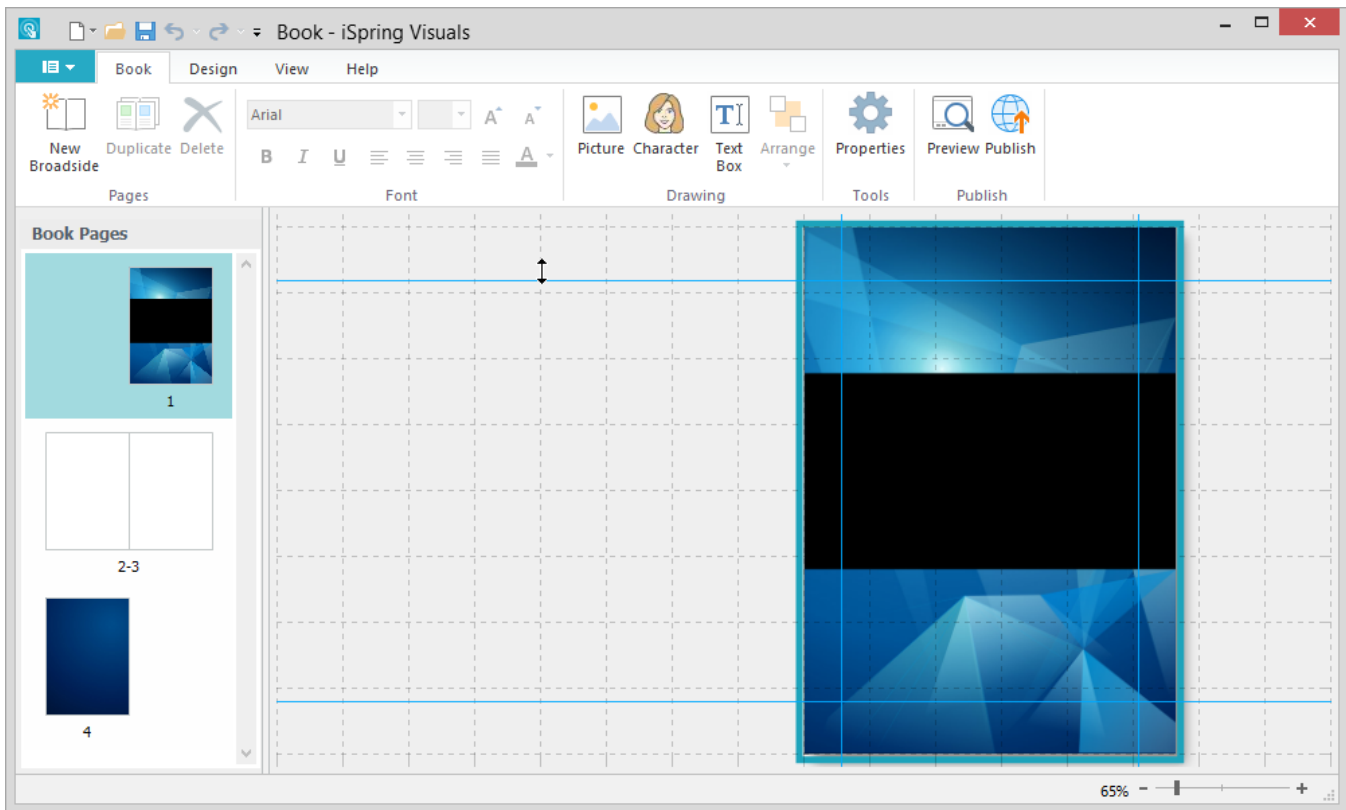 Book - iSpring Visuals
Book Design View Help
New Broadside
Duplicate
Delete
Pages
Arial
A A
B I U A
Font
Picture
Character
Text Box
Arrange
Drawing
Properties
Tools
Preview
Publish
Publish
Book Pages
1
2-3
4
65%